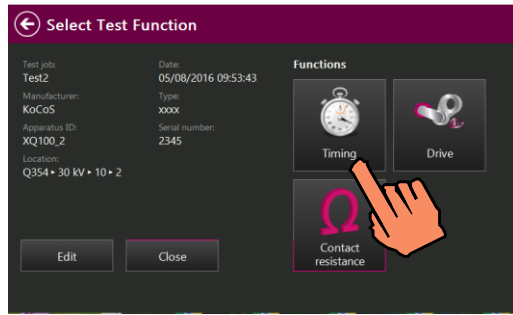 Select Test Function
Test job:
Test2
Date:
05/08/2016 09:53:43
Manufacturer:
KoCoS
Type:
xxxx
Apparatus ID:
XQ100_2
Serial number:
2345
Location:
Q354 ▸ 30 kV ▸ 10 ▸ 2
Edit
Close
Functions
Timing
Drive
Ω
Contact
resistance